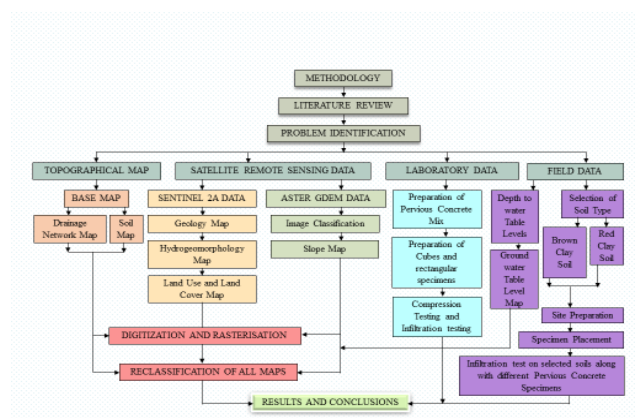 METHODOLOGY
LITERATURE REVIEW
PROBLEM IDENTIFICATION
TOPOGRAPHICAL MAP
SATELLITE REMOTE SENSING DATA
LABORATORY DATA
FIELD DATA
BASE MAP
Drainage
Network Map
Soil
Map
SENTINEL 2A DATA
Geology Map
Hydrogeomorphology
Map
Land Use and Land
Cover Map
ASTER GDEM DATA
Image Classification
Slope Map
Preparation of
Pervious Concrete
Mix
Preparation of
Cubes and
rectangular
specimens
Compression
Testing and
Infiltration testing
Depth to
water
Table
Levels
Ground
water
Table
Level
Map
Selection of
Soil Type
Brown
Clay
Soil
Red
Clay
Soil
Site Preparation
Specimen Placement
Infiltration test on selected soils along
with different Pervious Concrete
Specimens
DIGITIZATION AND RASTERISATION
RECLASSIFICATION OF ALL MAPS
RESULTS AND CONCLUSIONS